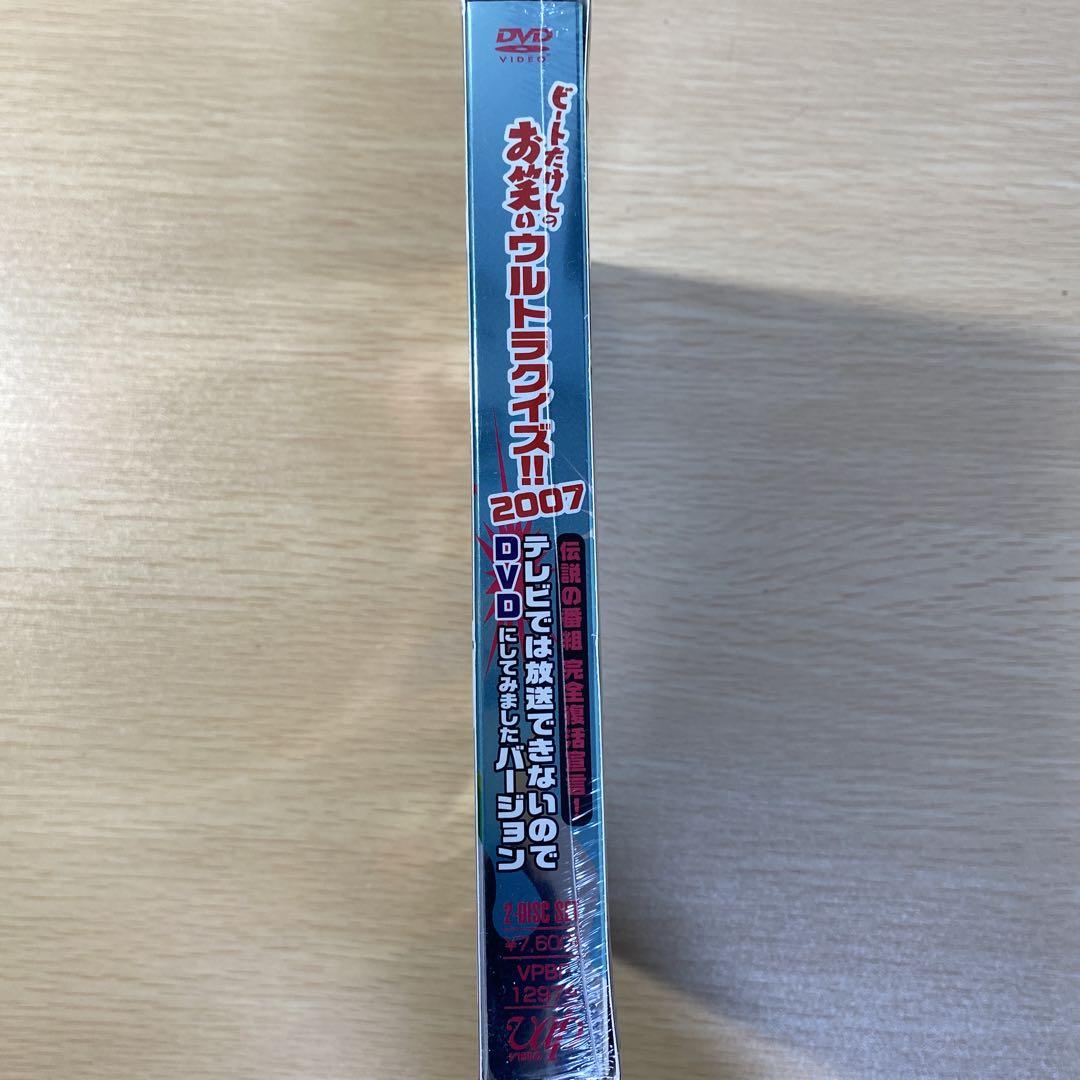 DVD
VIDEO
ビートたけしの
お笑いウルトラクイズ!!
2007
伝説の番組 完全復活宣言!
テレビでは放送できないので
DVDにしてみましたバージョン
2-DISC SET
¥7,600
VPBF
1297